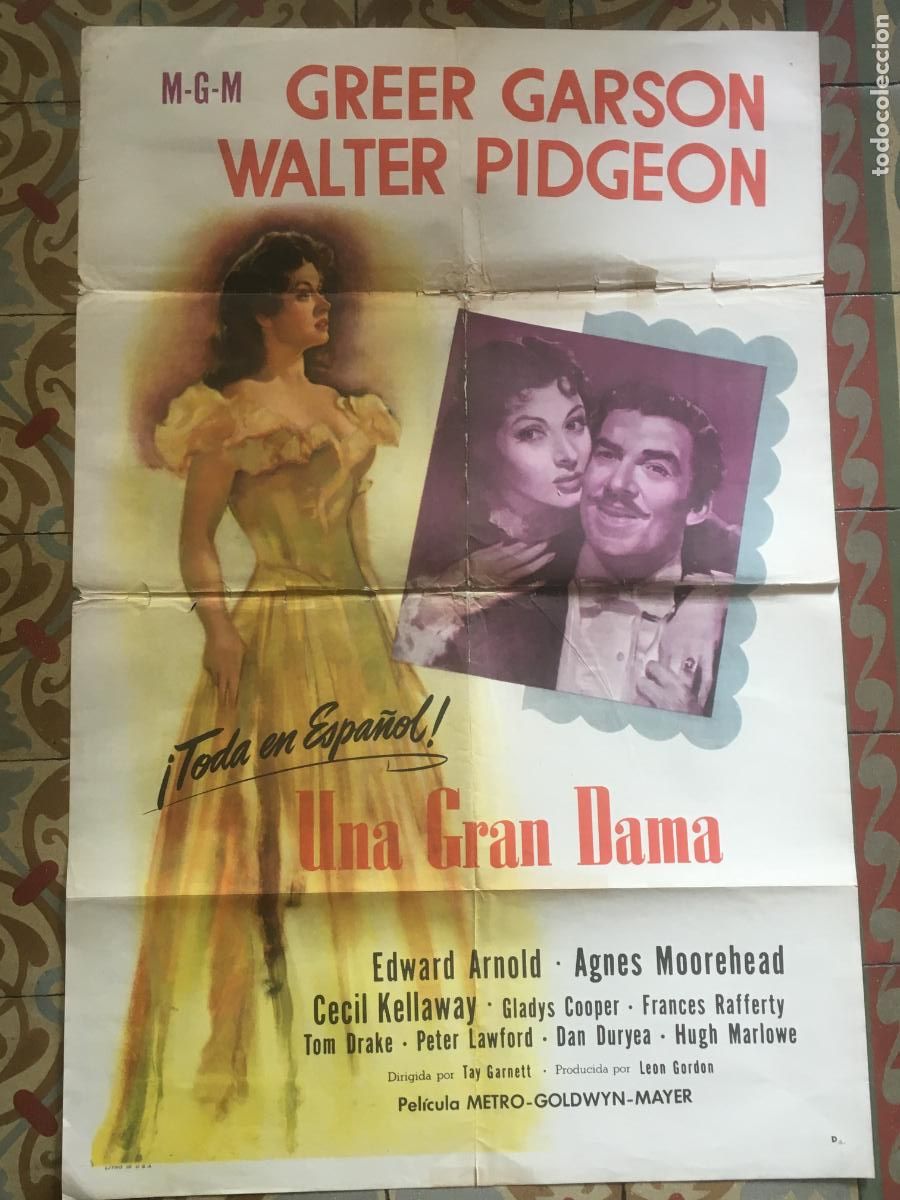 M-G-M GREER GARSON
WALTER PIDGEON
¡Toda en Español!
Una Gran Dama
Edward Arnold · Agnes Moorehead
Cecil Kellaway · Gladys Cooper · Frances Rafferty
Tom Drake · Peter Lawford · Dan Duryea · Hugh Marlowe
Dirigida por Tay Garnett · Producida por Leon Gordon
Película METRO-GOLDWYN-MAYER
todocoleccion